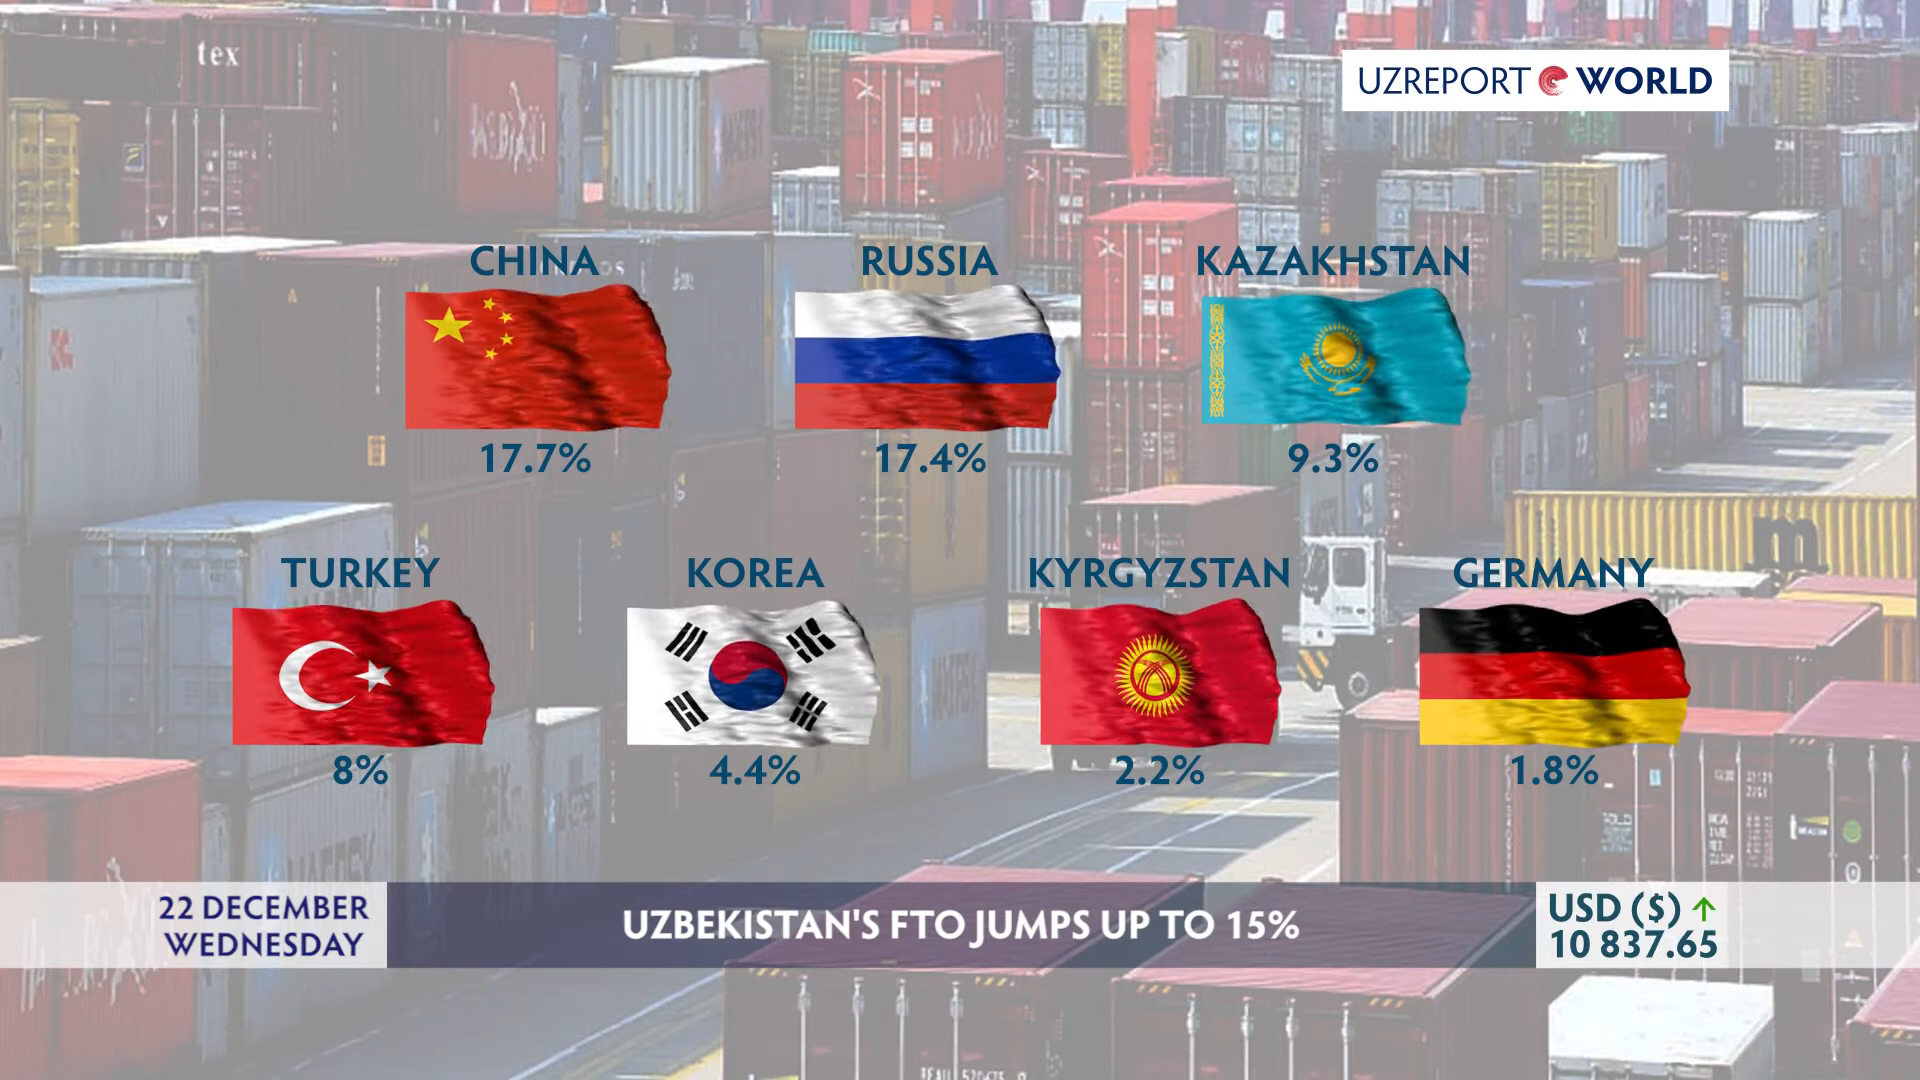 tex
UZREPORT WORLD
CHINA
RUSSIA
KAZAKHSTAN
17.7%
17.4%
9.3%
TURKEY
KOREA
KYRGYZSTAN
GERMANY
8%
4.4%
2.2%
1.8%
m
22 DECEMBER
WEDNESDAY
UZBEKISTAN'S FTO JUMPS UP TO 15%
USD ($) ↑
10 837.65